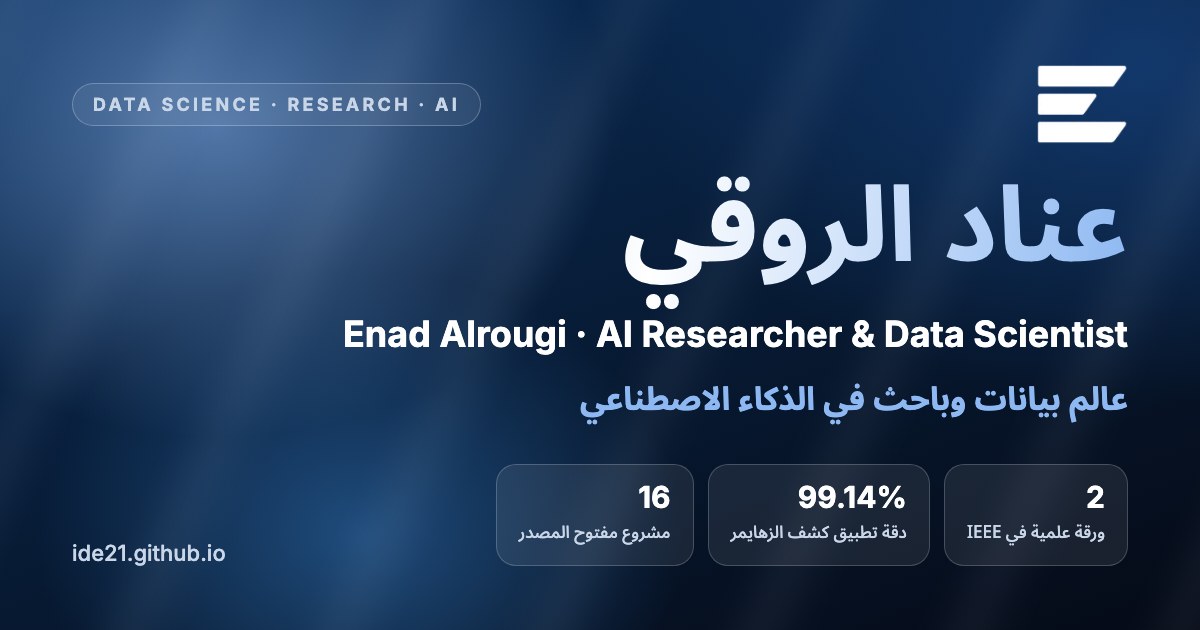 DATA SCIENCE · RESEARCH · AI
عناد الروقي
Enad Alrougi · AI Researcher & Data Scientist
عالم بيانات وباحث في الذكاء الاصطناعي
2
ورقة علمية في IEEE
99.14%
دقة تطبيق كشف الزهايمر
16
مشروع مفتوح المصدر
ide21.github.io